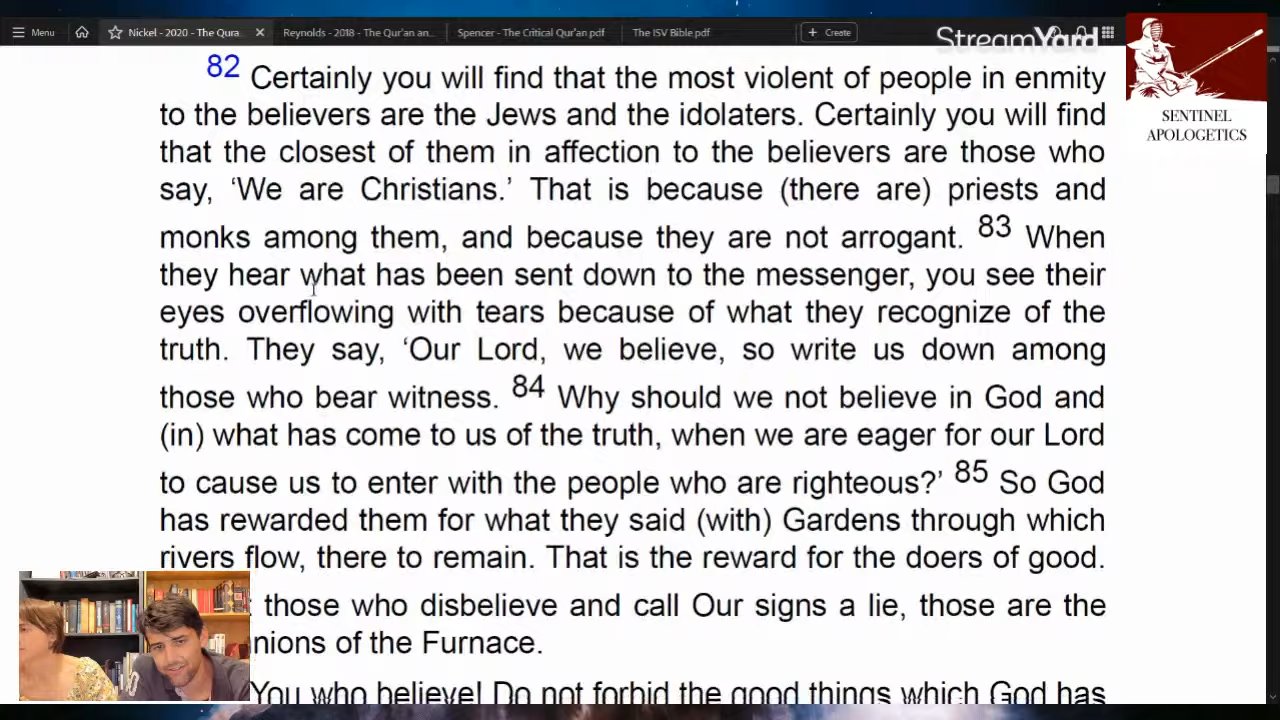 Menu
Nickel - 2020 - The Qura...
Reynolds - 2018 - The Qur'an an...
Spencer - The Critical Qur'an pdf
The ISV Bible.pdf
Create
StreamYard
SENTINEL
APOLOGETICS
82 Certainly you will find that the most violent of people in enmity
to the believers are the Jews and the idolaters. Certainly you will find
that the closest of them in affection to the believers are those who
say, ‘We are Christians.’ That is because (there are) priests and
monks among them, and because they are not arrogant. 83 When
they hear what has been sent down to the messenger, you see their
eyes overflowing with tears because of what they recognize of the
truth. They say, ‘Our Lord, we believe, so write us down among
those who bear witness. 84 Why should we not believe in God and
(in) what has come to us of the truth, when we are eager for our Lord
to cause us to enter with the people who are righteous?’ 85 So God
has rewarded them for what they said (with) Gardens through which
rivers flow, there to remain. That is the reward for the doers of good.
those who disbelieve and call Our signs a lie, those are the
nions of the Furnace.
You who believe! Do not forbid the good things which God has